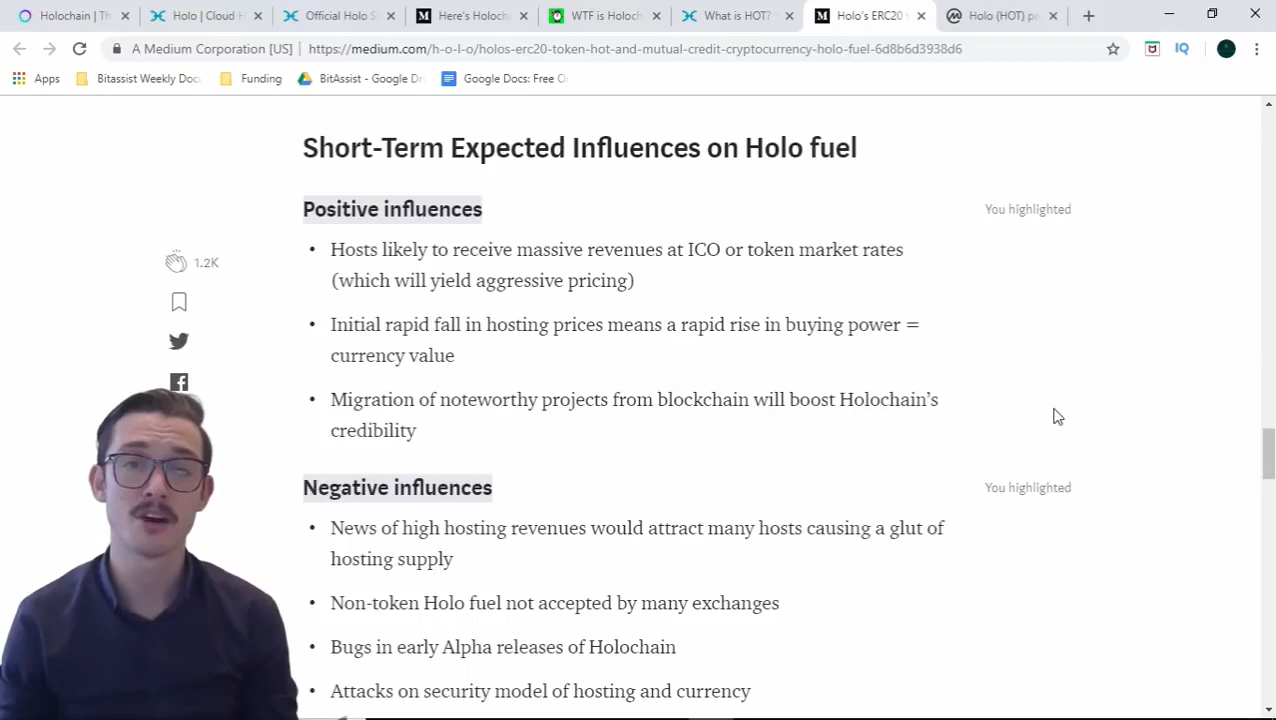 Holochain | Th
Holo | Cloud H
Official Holo S
Here's Holoch
WTF is Holoch
What is HOT? 
Holo's ERC20 t
Holo (HOT) p
A Medium Corporation [US] | https://medium.com/h-o-l-o/holos-erc20-token-hot-and-mutual-credit-cryptocurrency-holo-fuel-6d8b6d3938d6
Apps
Bitassist Weekly Doc
Funding
BitAssist - Google Dr
Google Docs: Free O
Short-Term Expected Influences on Holo fuel
Positive influences
You highlighted
• Hosts likely to receive massive revenues at ICO or token market rates
(which will yield aggressive pricing)
1.2K
• Initial rapid fall in hosting prices means a rapid rise in buying power =
currency value
• Migration of noteworthy projects from blockchain will boost Holochain’s
credibility
Negative influences
You highlighted
• News of high hosting revenues would attract many hosts causing a glut of
hosting supply
• Non-token Holo fuel not accepted by many exchanges
• Bugs in early Alpha releases of Holochain
• Attacks on security model of hosting and currency